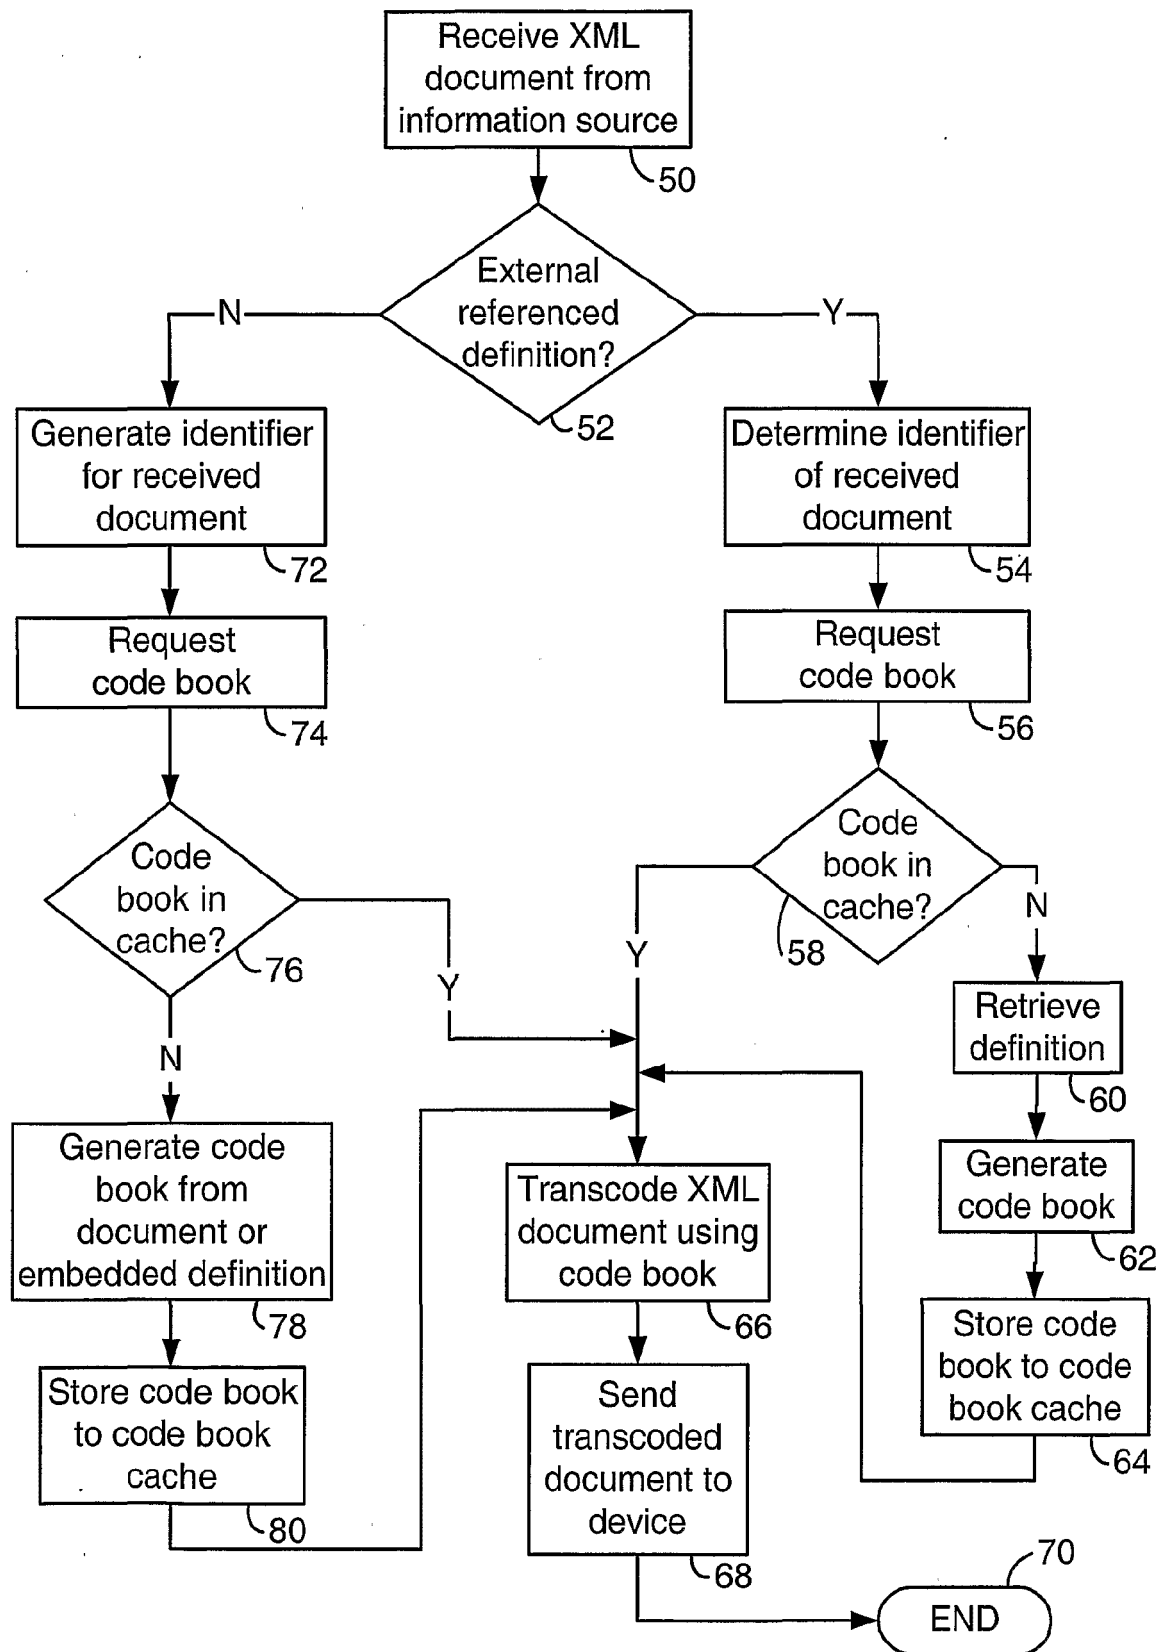 Receive XML
document from
information source
50
External
referenced
definition?
52
N
Y
Generate identifier
for received
document
72
Determine identifier
of received
document
54
Request
code book
74
Request
code book
56
Code
book in
cache?
76
Y
N
Code
book in
cache?
58
Y
N
Retrieve
definition
60
Generate
code book
62
Store code
book to code
book cache
64
Generate code
book from
document or
embedded definition
78
Store code book
to code book
cache
80
Transcode XML
document using
code book
66
Send
transcoded
document to
device
68
70
END